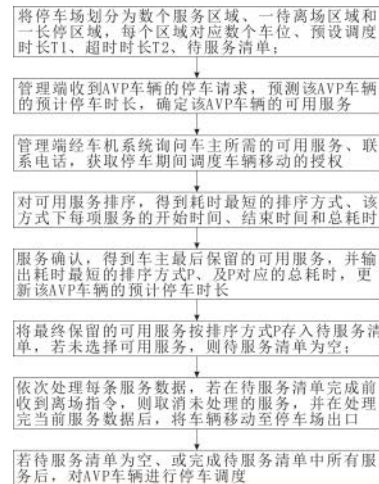 将停车场划分为数个服务区域、一待离场区域和
一长停区域，每个区域对应数个车位、预设调度
时长T1、超时时长T2、待服务清单；
管理端收到AVP车辆的停车请求，预测该AVP车辆
的预计停车时长，确定该AVP车辆的可用服务
管理端经车机系统询问车主所需的可用服务、联
系电话，获取停车期间调度车辆移动的授权
对可用服务排序，得到耗时最短的排序方式、该
方式下每项服务的开始时间、结束时间和总耗时
服务确认，得到车主最后保留的可用服务，并输
出耗时最短的排序方式P、及P对应的总耗时，更
新该AVP车辆的预计停车时长
将最终保留的可用服务按排序方式P存入待服务清
单，若未选择可用服务，则待服务清单为空；
依次处理每条服务数据，若在待服务清单完成前
收到离场指令，则取消未处理的服务，并在处理
完当前服务数据后，将车辆移动至停车场出口
若待服务清单为空、或完成待服务清单中所有服
务后，对AVP车辆进行停车调度